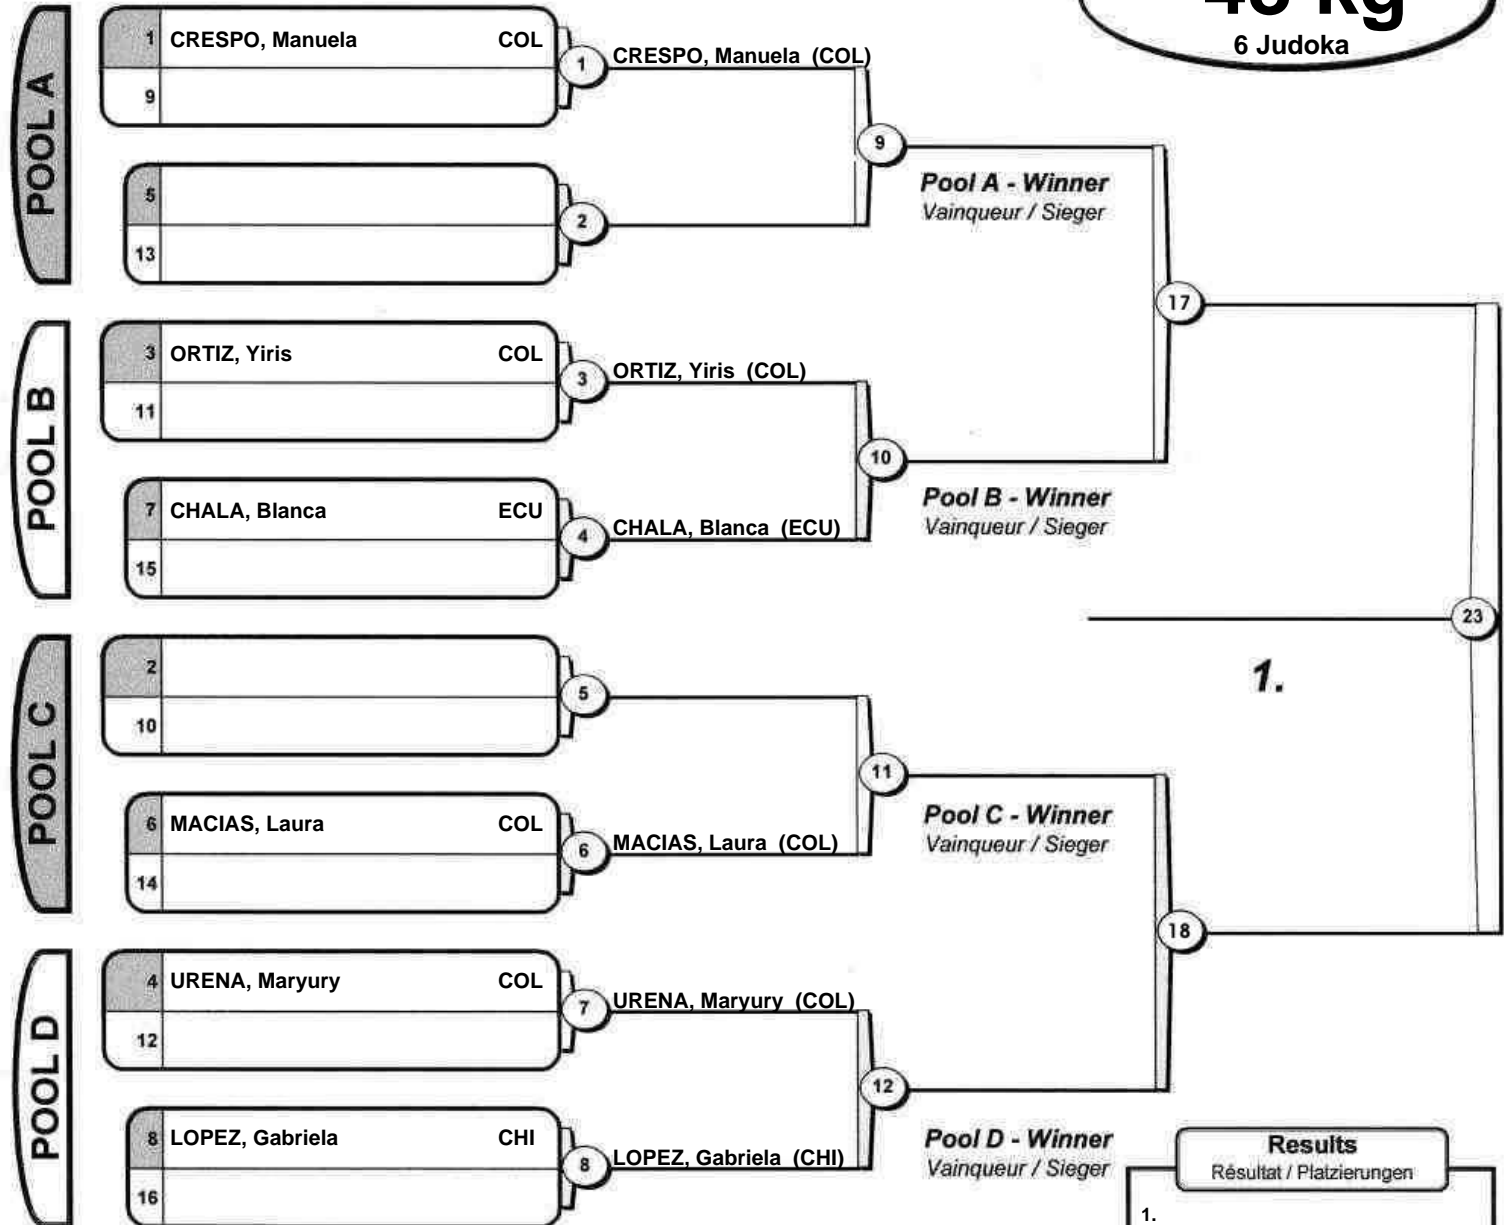 6 Judoka
POOL A
1 CRESPO, Manuela COL
9
1
CRESPO, Manuela (COL)
5
13
2
9
Pool A - Winner
Vainqueur / Sieger
POOL B
3 ORTIZ, Yiris COL
11
3
ORTIZ, Yiris (COL)
7 CHALA, Blanca ECU
15
4
CHALA, Blanca (ECU)
10
Pool B - Winner
Vainqueur / Sieger
17
POOL C
2
10
5
6 MACIAS, Laura COL
14
6
MACIAS, Laura (COL)
11
Pool C - Winner
Vainqueur / Sieger
POOL D
4 URENA, Maryury COL
12
7
URENA, Maryury (COL)
8 LOPEZ, Gabriela CHI
16
8
LOPEZ, Gabriela (CHI)
12
Pool D - Winner
Vainqueur / Sieger
18
23
1.
Results
Résultat / Platzierungen
1.